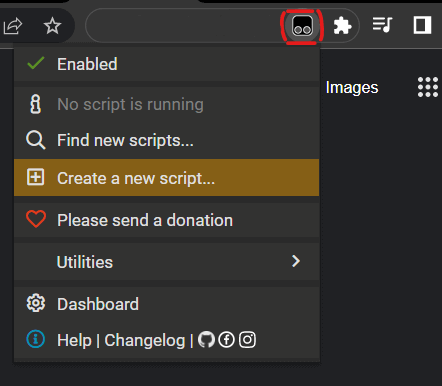 Enabled
Images
No script is running
Find new scripts...
Create a new script...
Please send a donation
Utilities
Dashboard
Help | Changelog |